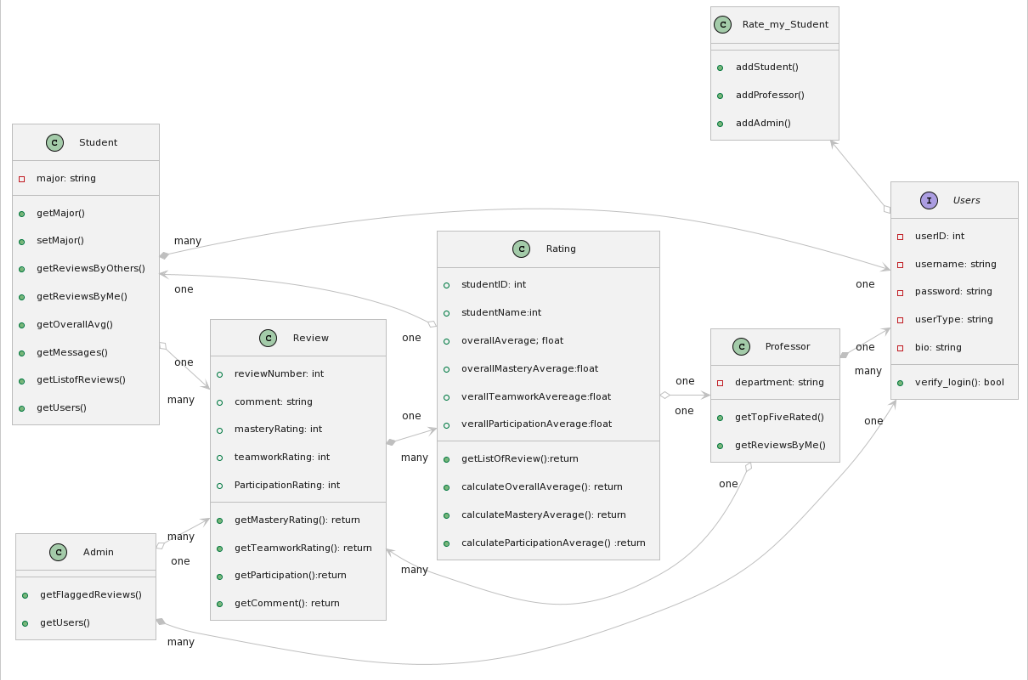 C Rate_my_Student
addStudent()
addProfessor()
addAdmin()
C Student
major: string
getMajor()
setMajor()
getReviewsByOthers()
getReviewsByMe()
getOverallAvg()
getMessages()
getListofReviews()
getUsers()
many
one
one
many
C Review
reviewNumber: int
comment: string
masteryRating: int
teamworkRating: int
ParticipationRating: int
getMasteryRating(): return
getTeamworkRating(): return
getParticipation():return
getComment(): return
C Rating
studentID: int
studentName:int
overallAverage; float
overallMasteryAverage:float
verallTeamworkAvereage:float
verallParticipationAverage:float
getListOfReview():return
calculateOverallAverage(): return
calculateMasteryAverage(): return
calculateParticipationAverage() :return
one
one
many
one
one
C Professor
department: string
getTopFiveRated()
getReviewsByMe()
one
many
I Users
userID: int
username: string
password: string
userType: string
bio: string
verify_login(): bool
one
one
many
one
C Admin
getFlaggedReviews()
getUsers()
many
one
many